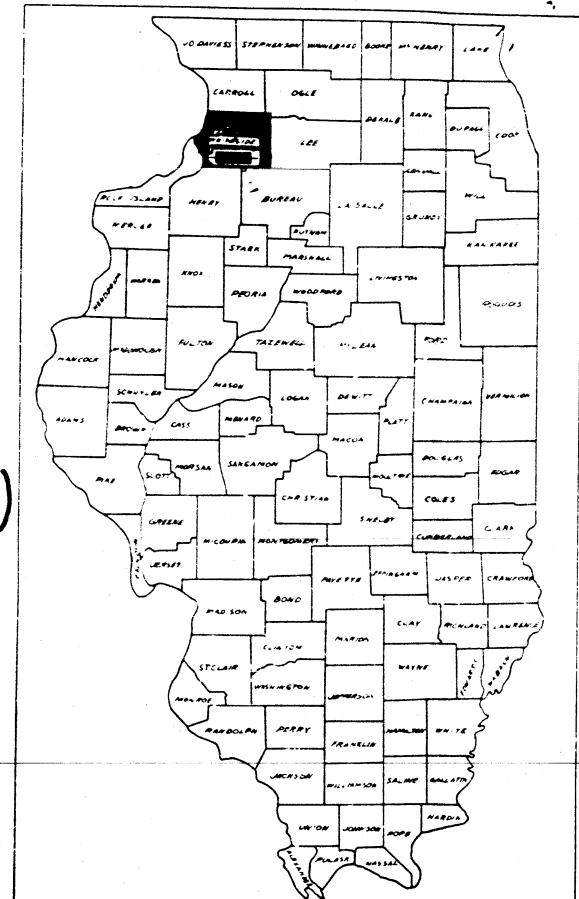 JO DAVIESS STEPHENSON WINNEBAGO BOONE McHENRY LAKE
CARROLL OGLE
DEKALB KANE DUPAGE COOK
LEE
ROCK ISLAND HENRY BUREAU LA SALLE KENDALL WILL
MERCER PUTNAM GRUNDY
STARK MARSHALL KANKAKEE
HENDERSON WARREN KNOX PEORIA WOODFORD LIVINGSTON IROQUOIS
HANCOCK McDONOUGH FULTON TAZEWELL McLEAN FORD
SCHUYLER MASON LOGAN DEWITT CHAMPAIGN VERMILION
ADAMS BROWN CASS MENARD MACON PIATT
DOUGLAS EDGAR
PIKE SCOTT MORGAN SANGAMON CHRISTIAN MOULTRIE COLES
GREENE MACOUPIN MONTGOMERY SHELBY CUMBERLAND CLARK
CALHOUN JERSEY FAYETTE EFFINGHAM JASPER CRAWFORD
MADISON BOND
CLAY RICHLAND LAWRENCE
CLINTON MARION
ST CLAIR WAYNE EDWARDS WABASH
WASHINGTON JEFFERSON
MONROE
RANDOLPH PERRY HAMILTON WHITE
FRANKLIN
JACKSON WILLIAMSON SALINE GALLATIN
UNION JOHNSON POPE HARDIN
ALEXANDER PULASK MASSAC